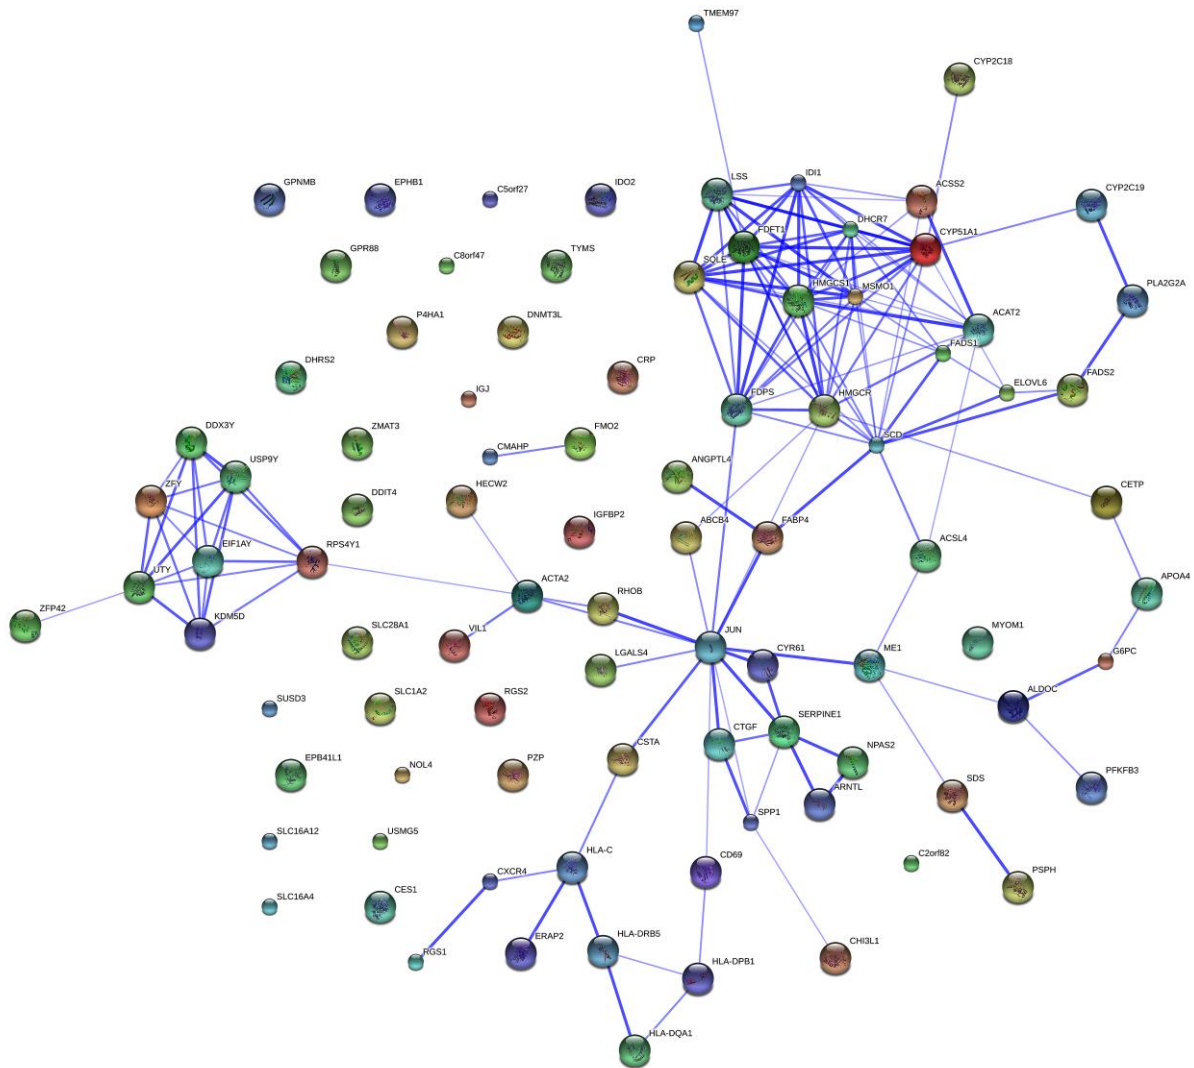 TMEM97
CYP2C18
GPNMB
EPHB1
C5orf27
IDO2
LSS
IDI1
ACSS2
CYP2C19
DHCR7
FDFT1
CYP51A1
GPR88
C8orf47
TYMS
SQLE
HMGCS1
MSMO1
PLA2G2A
P4HA1
DNMT3L
ACAT2
FADS1
DHRS2
CRP
FADS2
ELOVL6
IGJ
FDPS
HMGCR
DDX3Y
ZMAT3
CMAHP
FMO2
SCD
USP9Y
ANGPTL4
ZFY
DDIT4
HECW2
CETP
IGFBP2
ABCB4
FABP4
EIF1AY
RPS4Y1
ACSL4
UTY
ACTA2
RHOB
APOA4
ZFP42
KDM5D
SLC28A1
VIL1
JUN
MYOM1
LGALS4
CYR61
ME1
G6PC
SUSD3
SLC1A2
RGS2
ALDOC
CTGF
SERPINE1
CSTA
NPAS2
EPB41L1
NOL4
PZP
ARNTL
SDS
PFKFB3
SPP1
SLC16A12
USMG5
HLA-C
CD69
C2orf82
CXCR4
PSPH
SLC16A4
CES1
RGS1
ERAP2
HLA-DRB5
HLA-DPB1
CHI3L1
HLA-DQA1